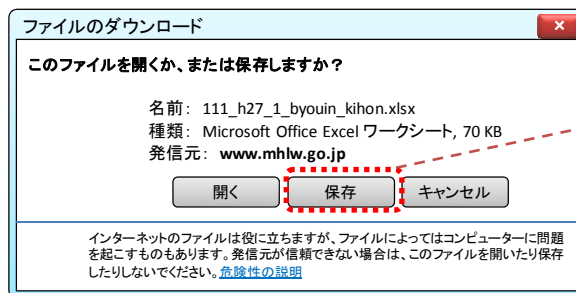 ファイルのダウンロード
×
このファイルを開くか、または保存しますか？
名前： 111_h27_1_byouin_kihon.xlsx
種類： Microsoft Office Excel ワークシート, 70 KB
発信元： www.mhlw.go.jp
開く 保存 キャンセル
インターネットのファイルは役に立ちますが、ファイルによってはコンピューターに問題
を起こすものもあります。発信元が信頼できない場合は、このファイルを開いたり保存
したりしないでください。危険性の説明